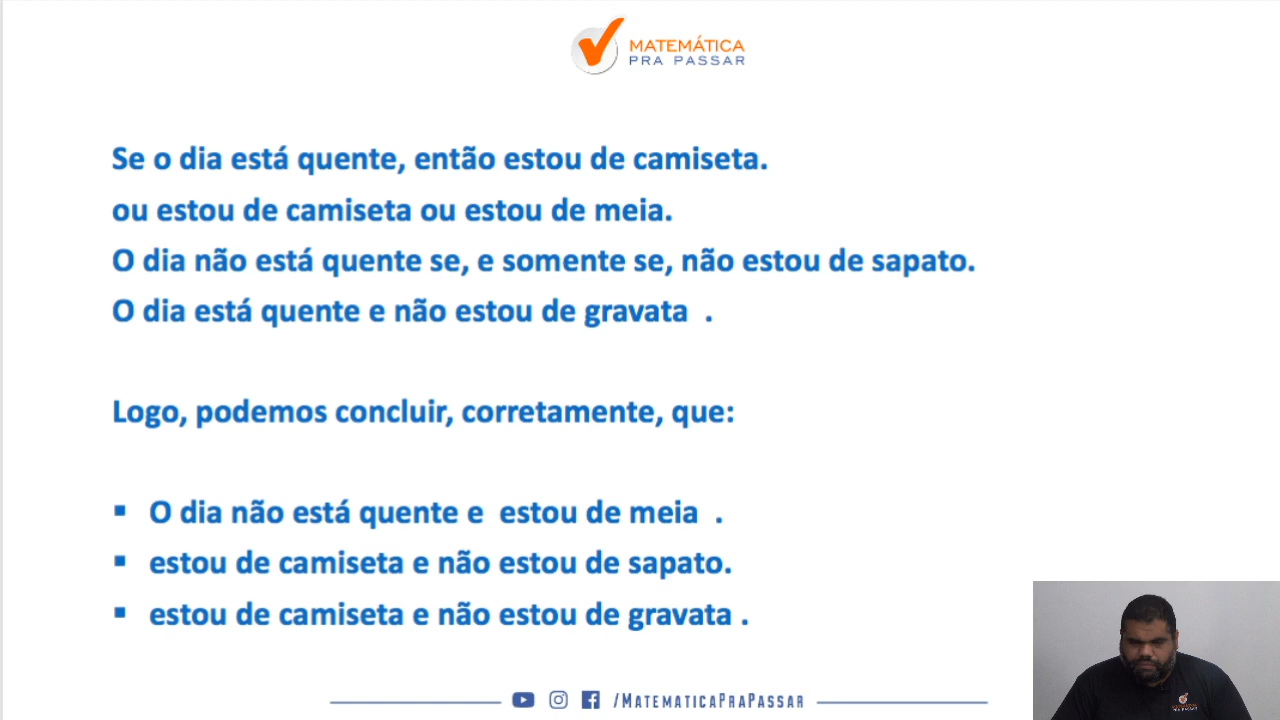 MATEMÁTICA
PRA PASSAR
Se o dia está quente, então estou de camiseta.
ou estou de camiseta ou estou de meia.
O dia não está quente se, e somente se, não estou de sapato.
O dia está quente e não estou de gravata .
Logo, podemos concluir, corretamente, que:
▪ O dia não está quente e estou de meia .
▪ estou de camiseta e não estou de sapato.
▪ estou de camiseta e não estou de gravata .
/MATEMATICAPRAPASSAR